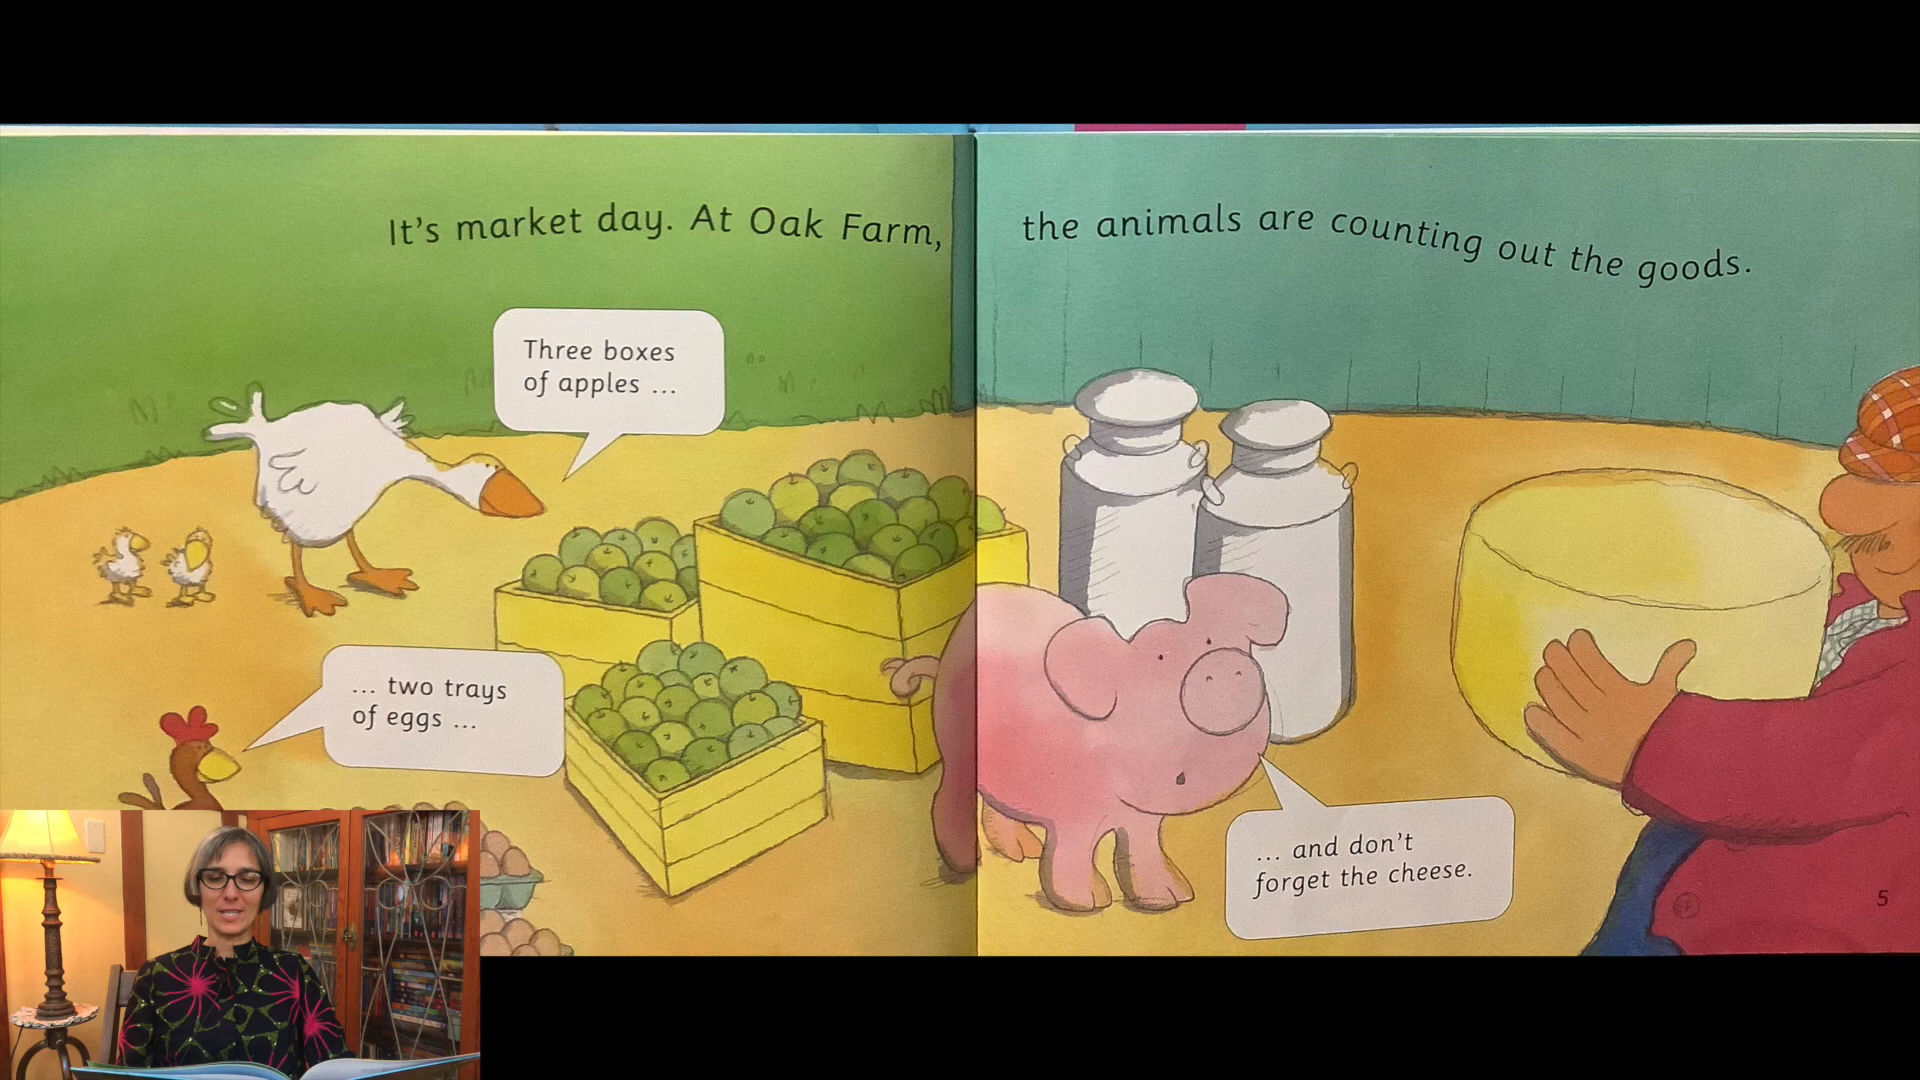 It's market day. At Oak Farm, the animals are counting out the goods.
Three boxes
of apples ...
... two trays
of eggs ...
... and don't
forget the cheese.
5